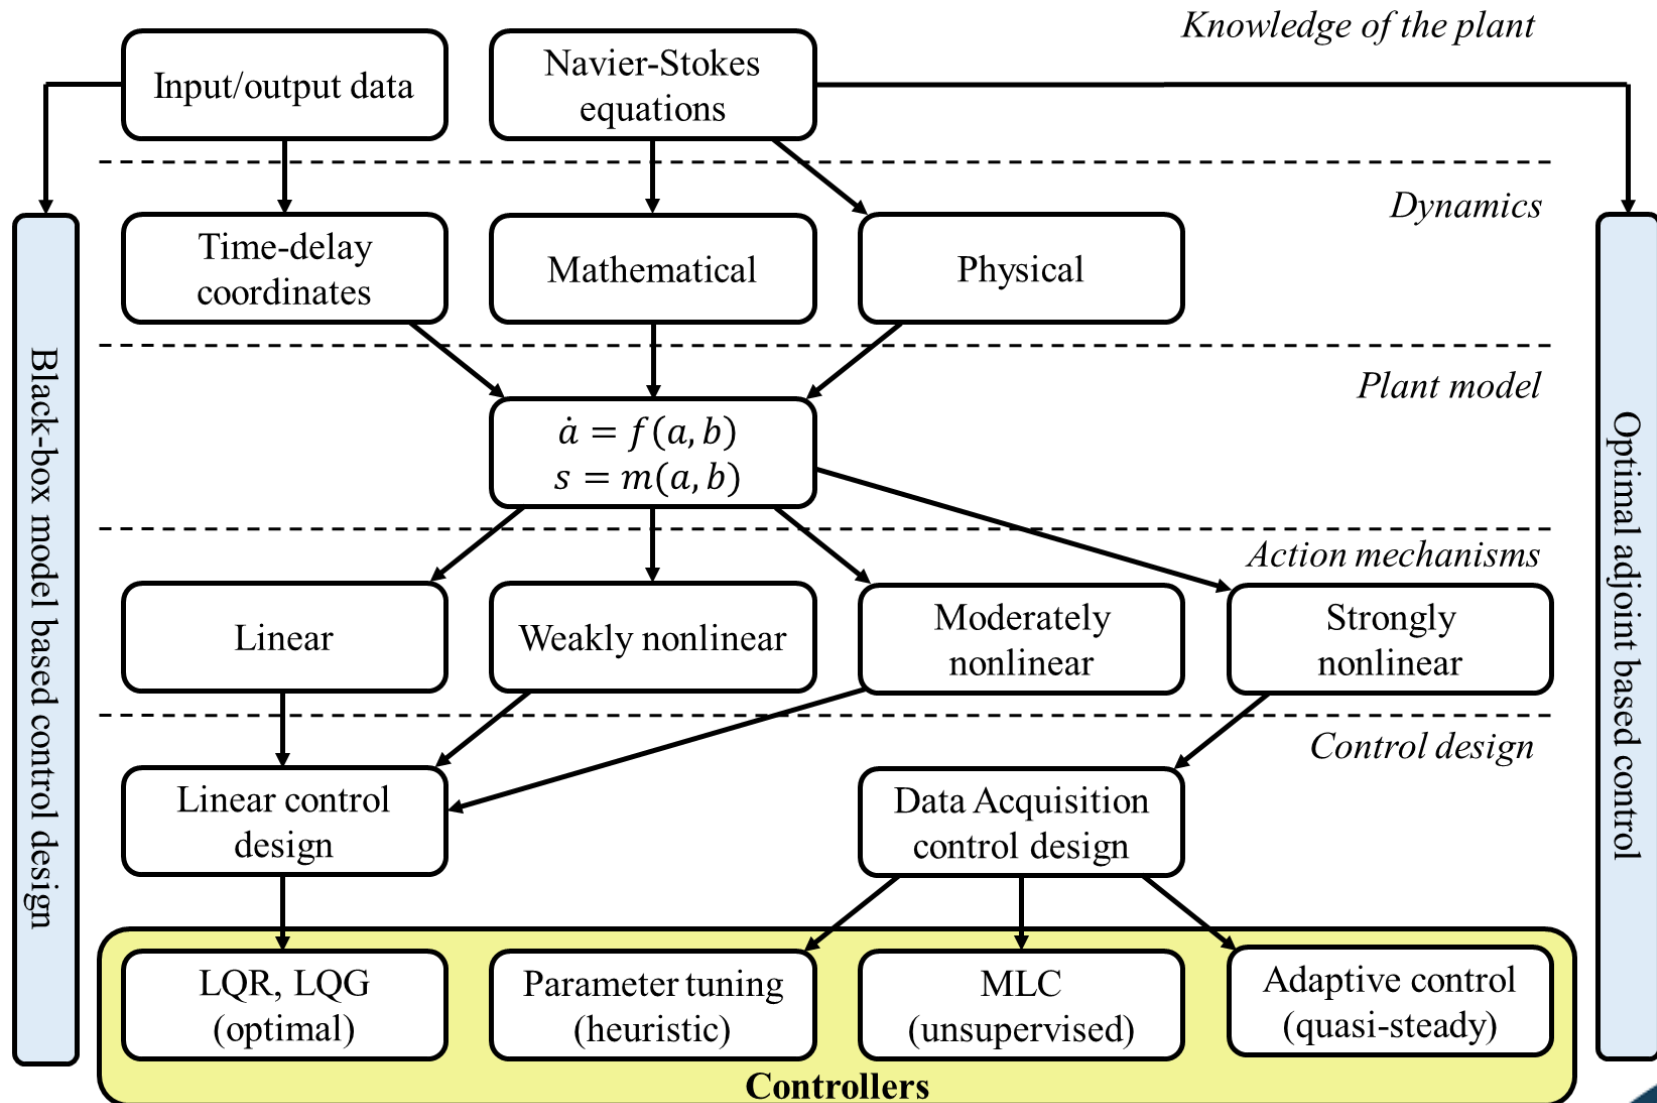 Knowledge of the plant
Input/output data
Navier-Stokes
equations
Dynamics
Time-delay
coordinates
Mathematical
Physical
Plant model
ȧ = f(a, b)
s = m(a, b)
Action mechanisms
Linear
Weakly nonlinear
Moderately
nonlinear
Strongly
nonlinear
Control design
Linear control
design
Data Acquisition
control design
LQR, LQG
(optimal)
Parameter tuning
(heuristic)
MLC
(unsupervised)
Adaptive control
(quasi-steady)
Controllers
Black-box model based control design
Optimal adjoint based control